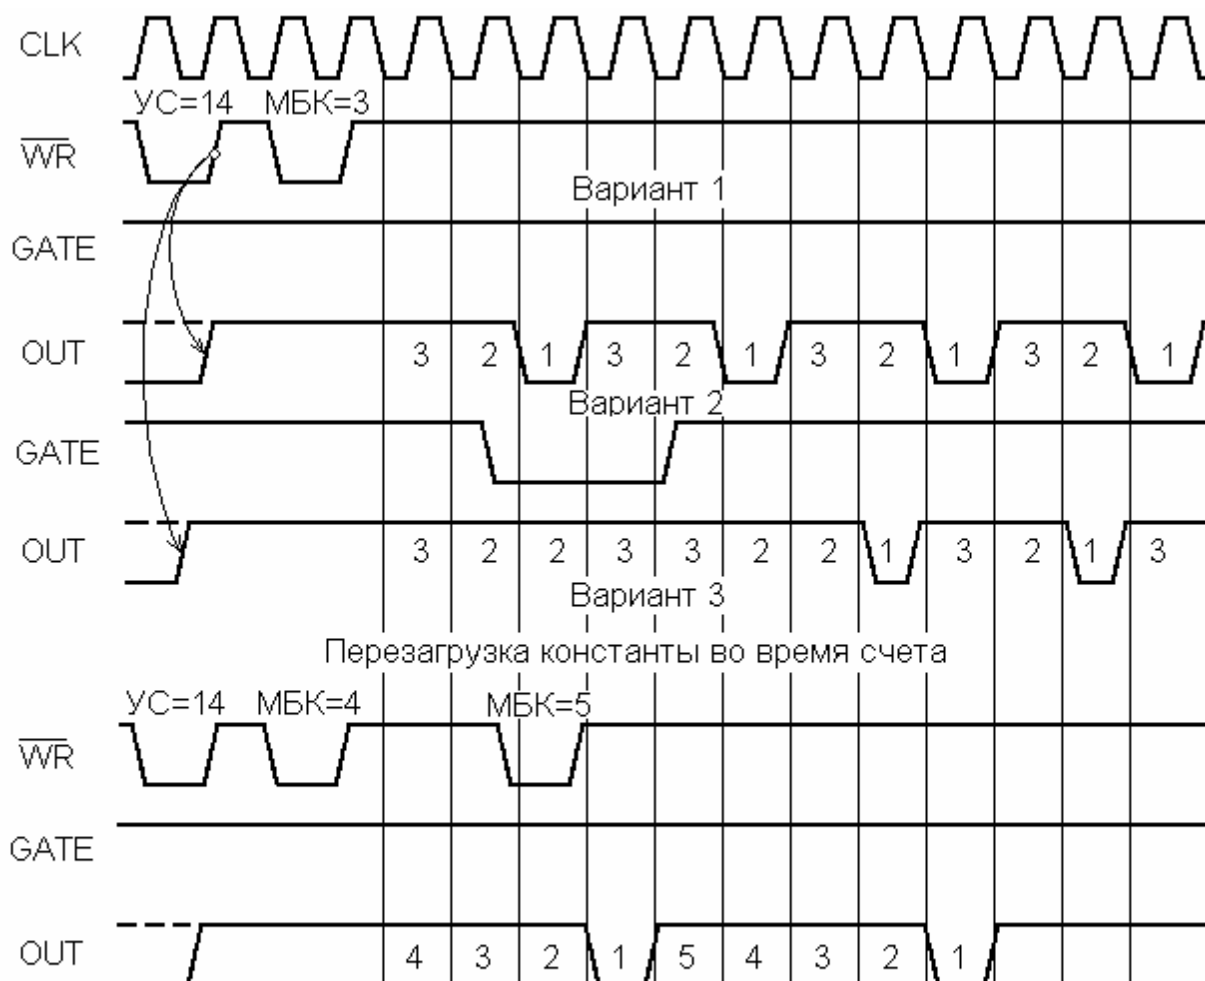 CLK
УС=14 МБК=3
WR
Вариант 1
GATE
OUT 3 2 1 3 2 1 3 2 1 3 2 1
Вариант 2
GATE
OUT 3 2 2 3 3 2 2 1 3 2 1 3
Вариант 3
Перезагрузка константы во время счета
УС=14 МБК=4 МБК=5
WR
GATE
OUT 4 3 2 1 5 4 3 2 1